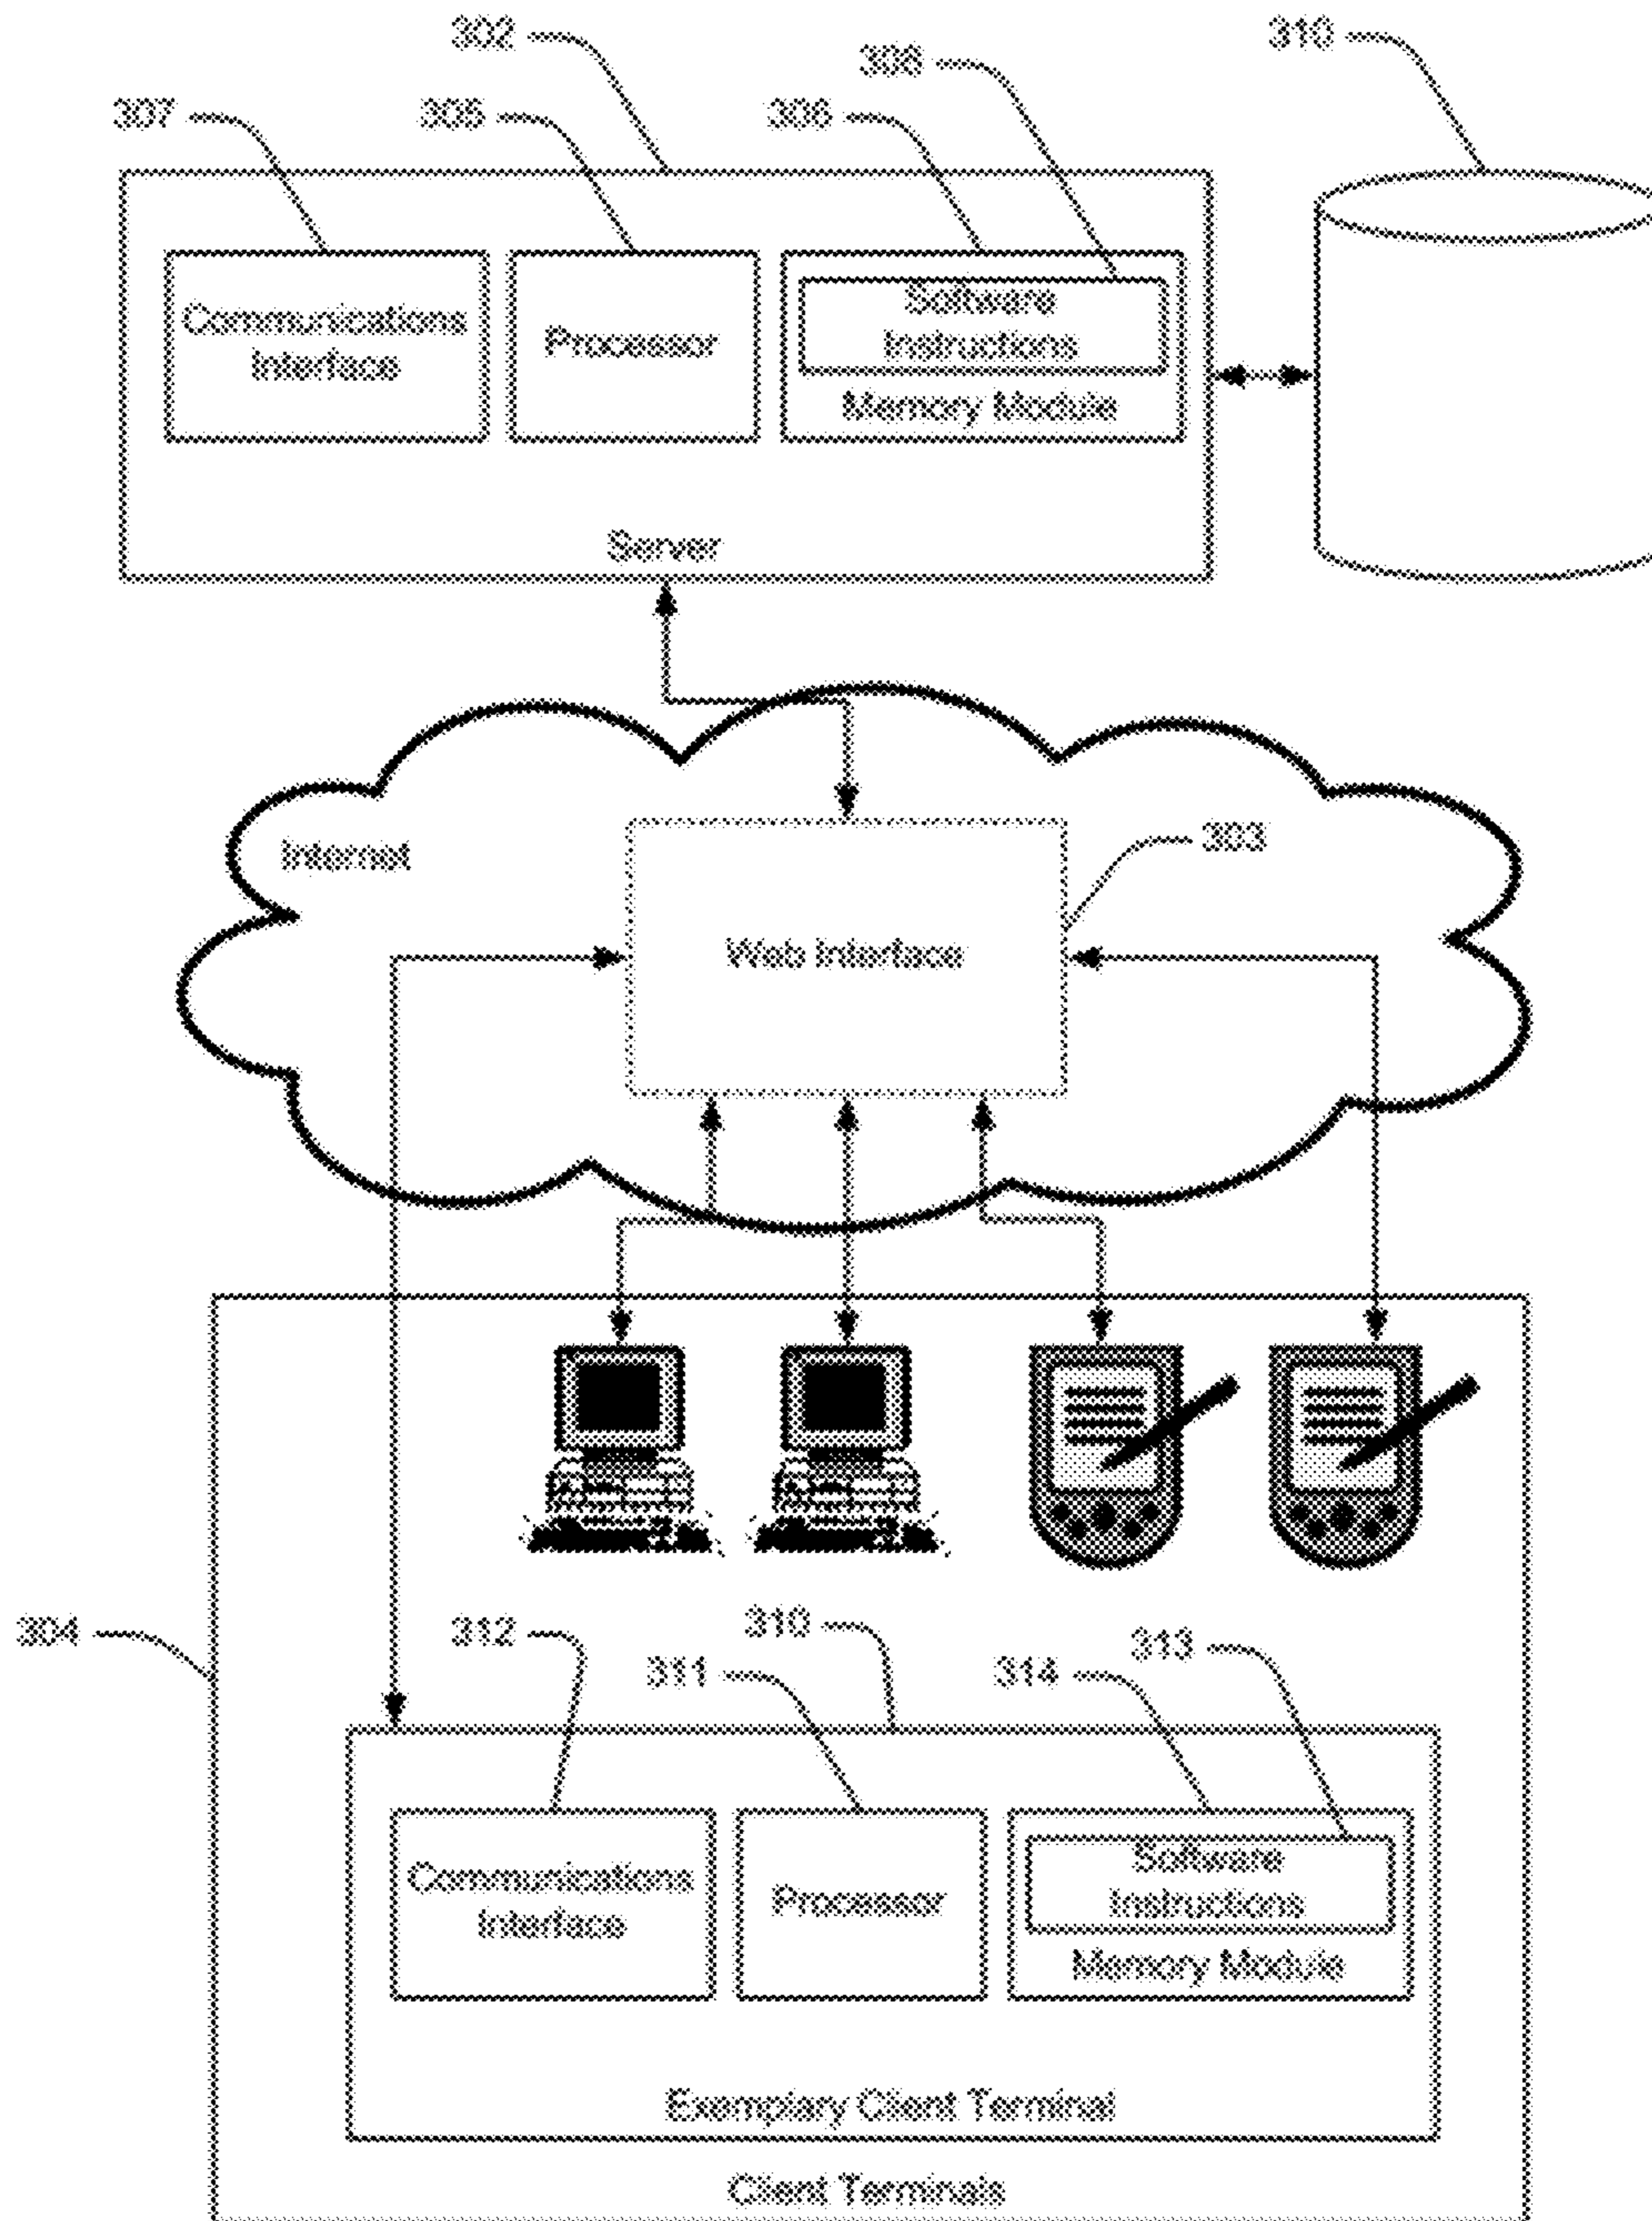 302
308
310
307
305
306
Communications
Interface
Processor
Software
Instructions
Memory Module
Server
Internet
303
Web Interface
304
312
310
313
311
314
Communications
Interface
Processor
Software
Instructions
Memory Module
Exemplary Client Terminal
Client Terminals